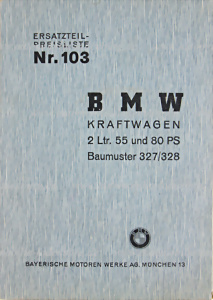 ERSATZTEIL-
PREISLISTE
Nr. 103
BMW
KRAFTWAGEN
2 Ltr. 55 und 80 PS
Baumuster 327/328
BMW
BAYERISCHE MOTOREN WERKE AG. MÜNCHEN 13